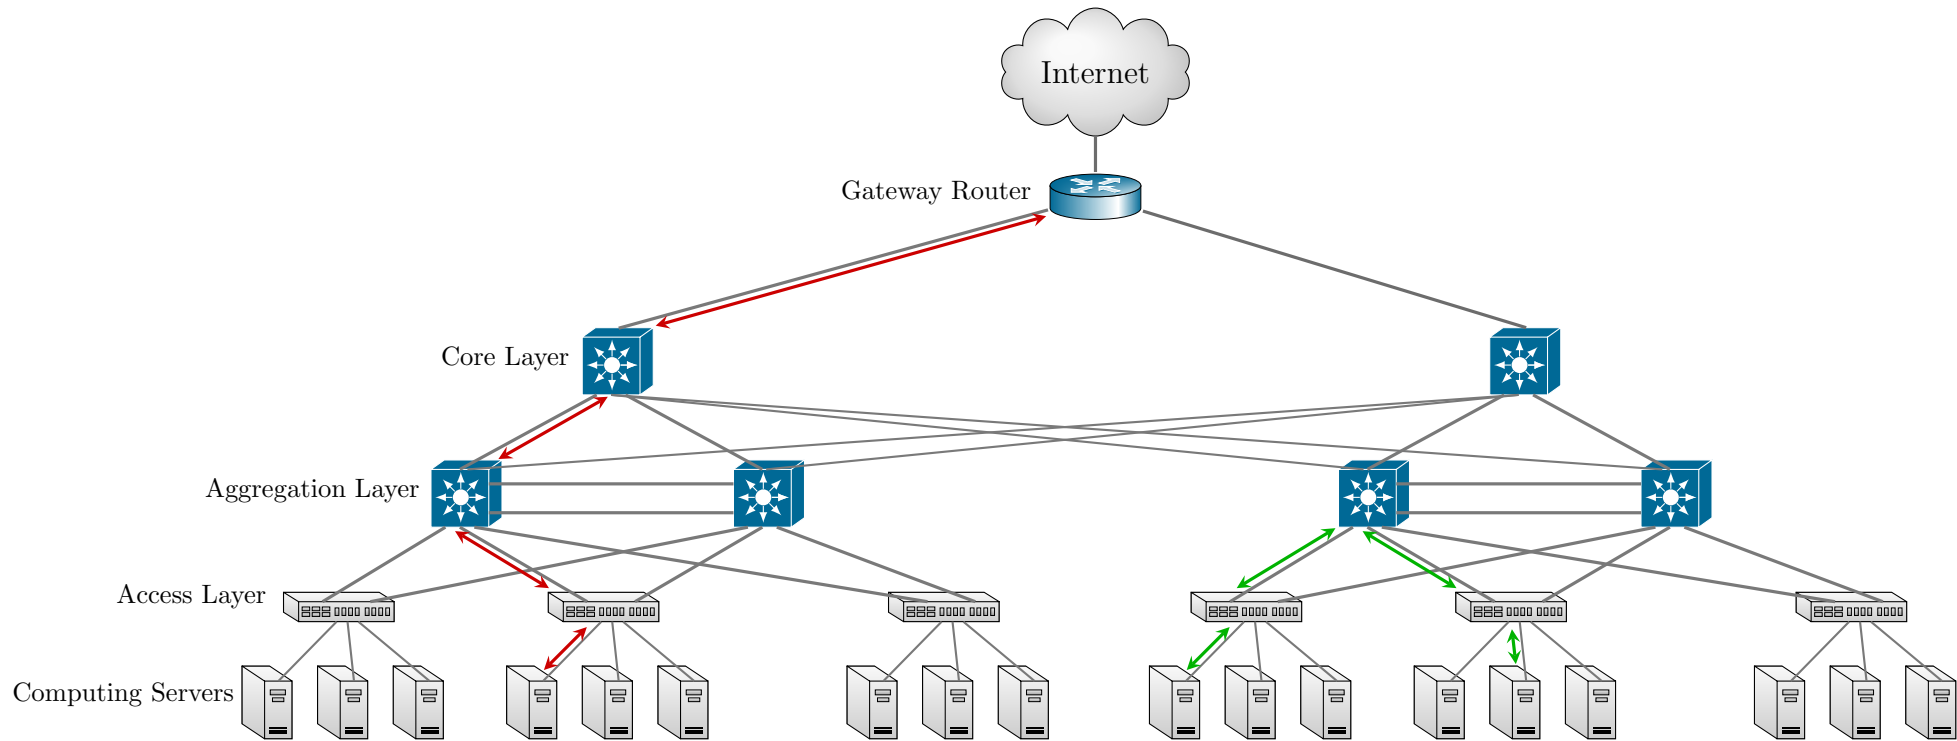 Internet
Gateway Router
Core Layer
Aggregation Layer
Access Layer
Computing Servers